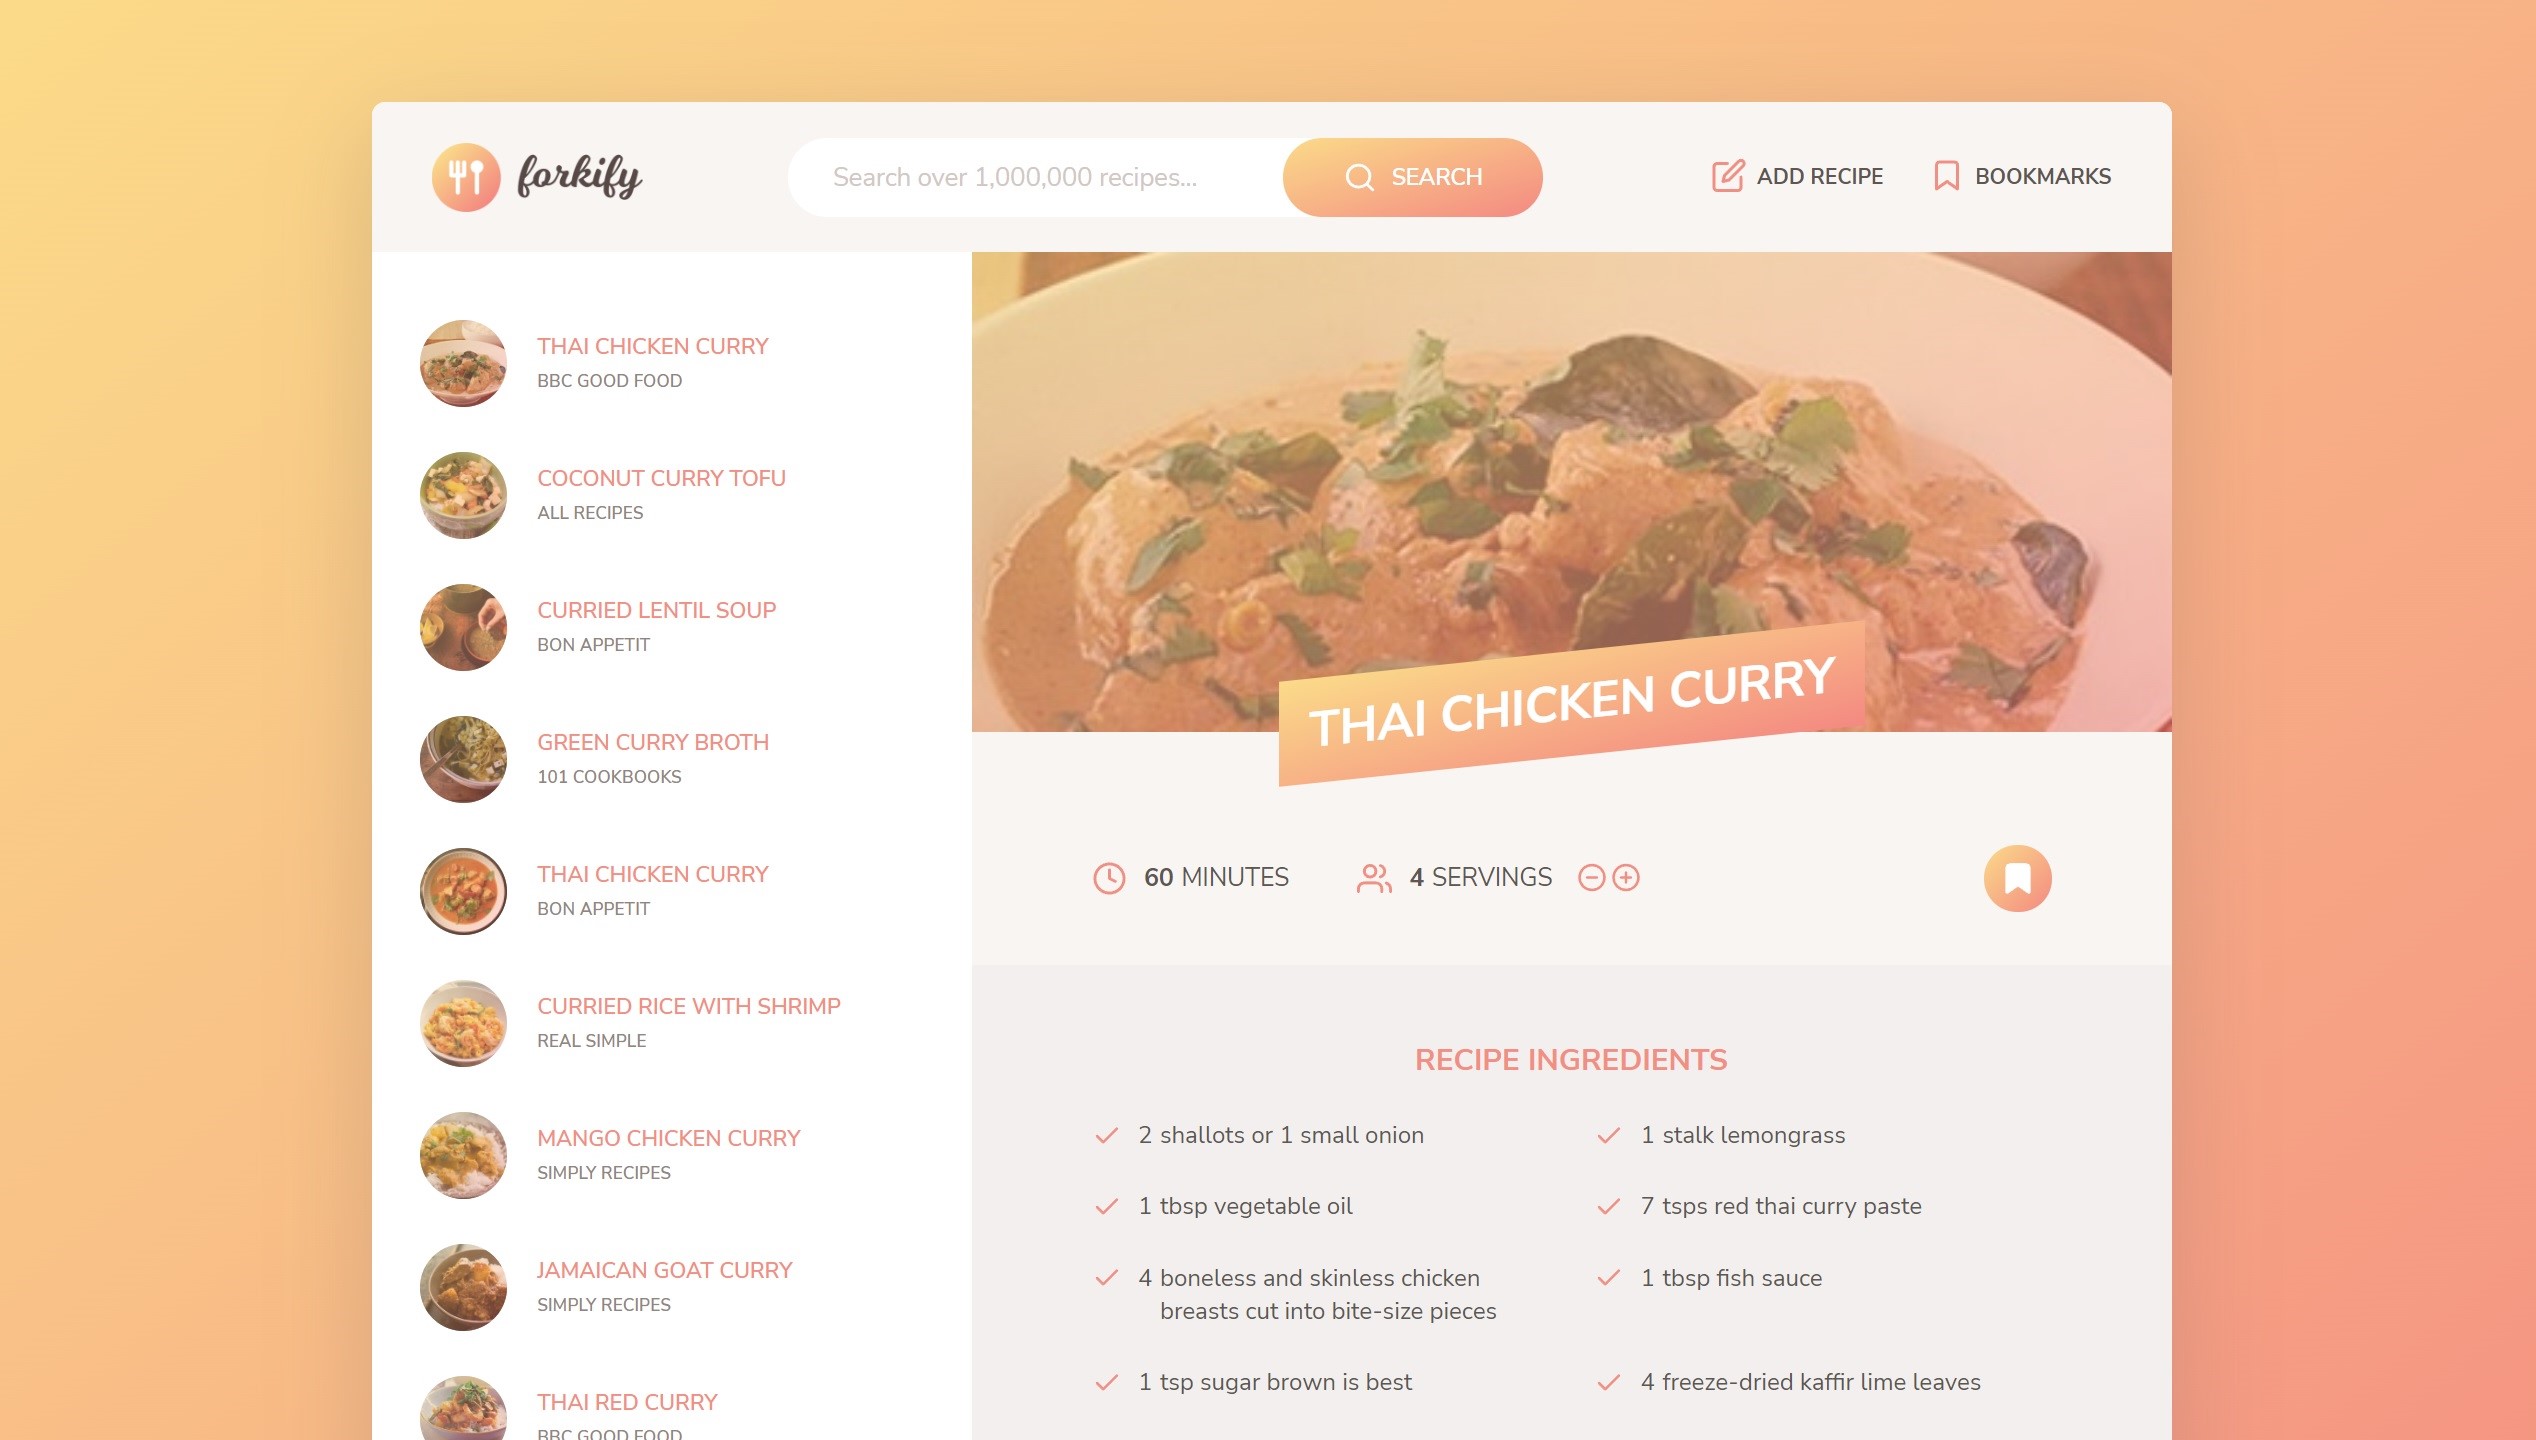 forkify
Search over 1,000,000 recipes...
SEARCH
ADD RECIPE
BOOKMARKS
THAI CHICKEN CURRY
BBC GOOD FOOD
COCONUT CURRY TOFU
ALL RECIPES
CURRIED LENTIL SOUP
BON APPETIT
GREEN CURRY BROTH
101 COOKBOOKS
THAI CHICKEN CURRY
BON APPETIT
CURRIED RICE WITH SHRIMP
REAL SIMPLE
MANGO CHICKEN CURRY
SIMPLY RECIPES
JAMAICAN GOAT CURRY
SIMPLY RECIPES
THAI RED CURRY
BBC GOOD FOOD
THAI CHICKEN CURRY
60 MINUTES
4 SERVINGS
RECIPE INGREDIENTS
2 shallots or 1 small onion
1 stalk lemongrass
1 tbsp vegetable oil
7 tsps red thai curry paste
4 boneless and skinless chicken
breasts cut into bite-size pieces
1 tbsp fish sauce
1 tsp sugar brown is best
4 freeze-dried kaffir lime leaves